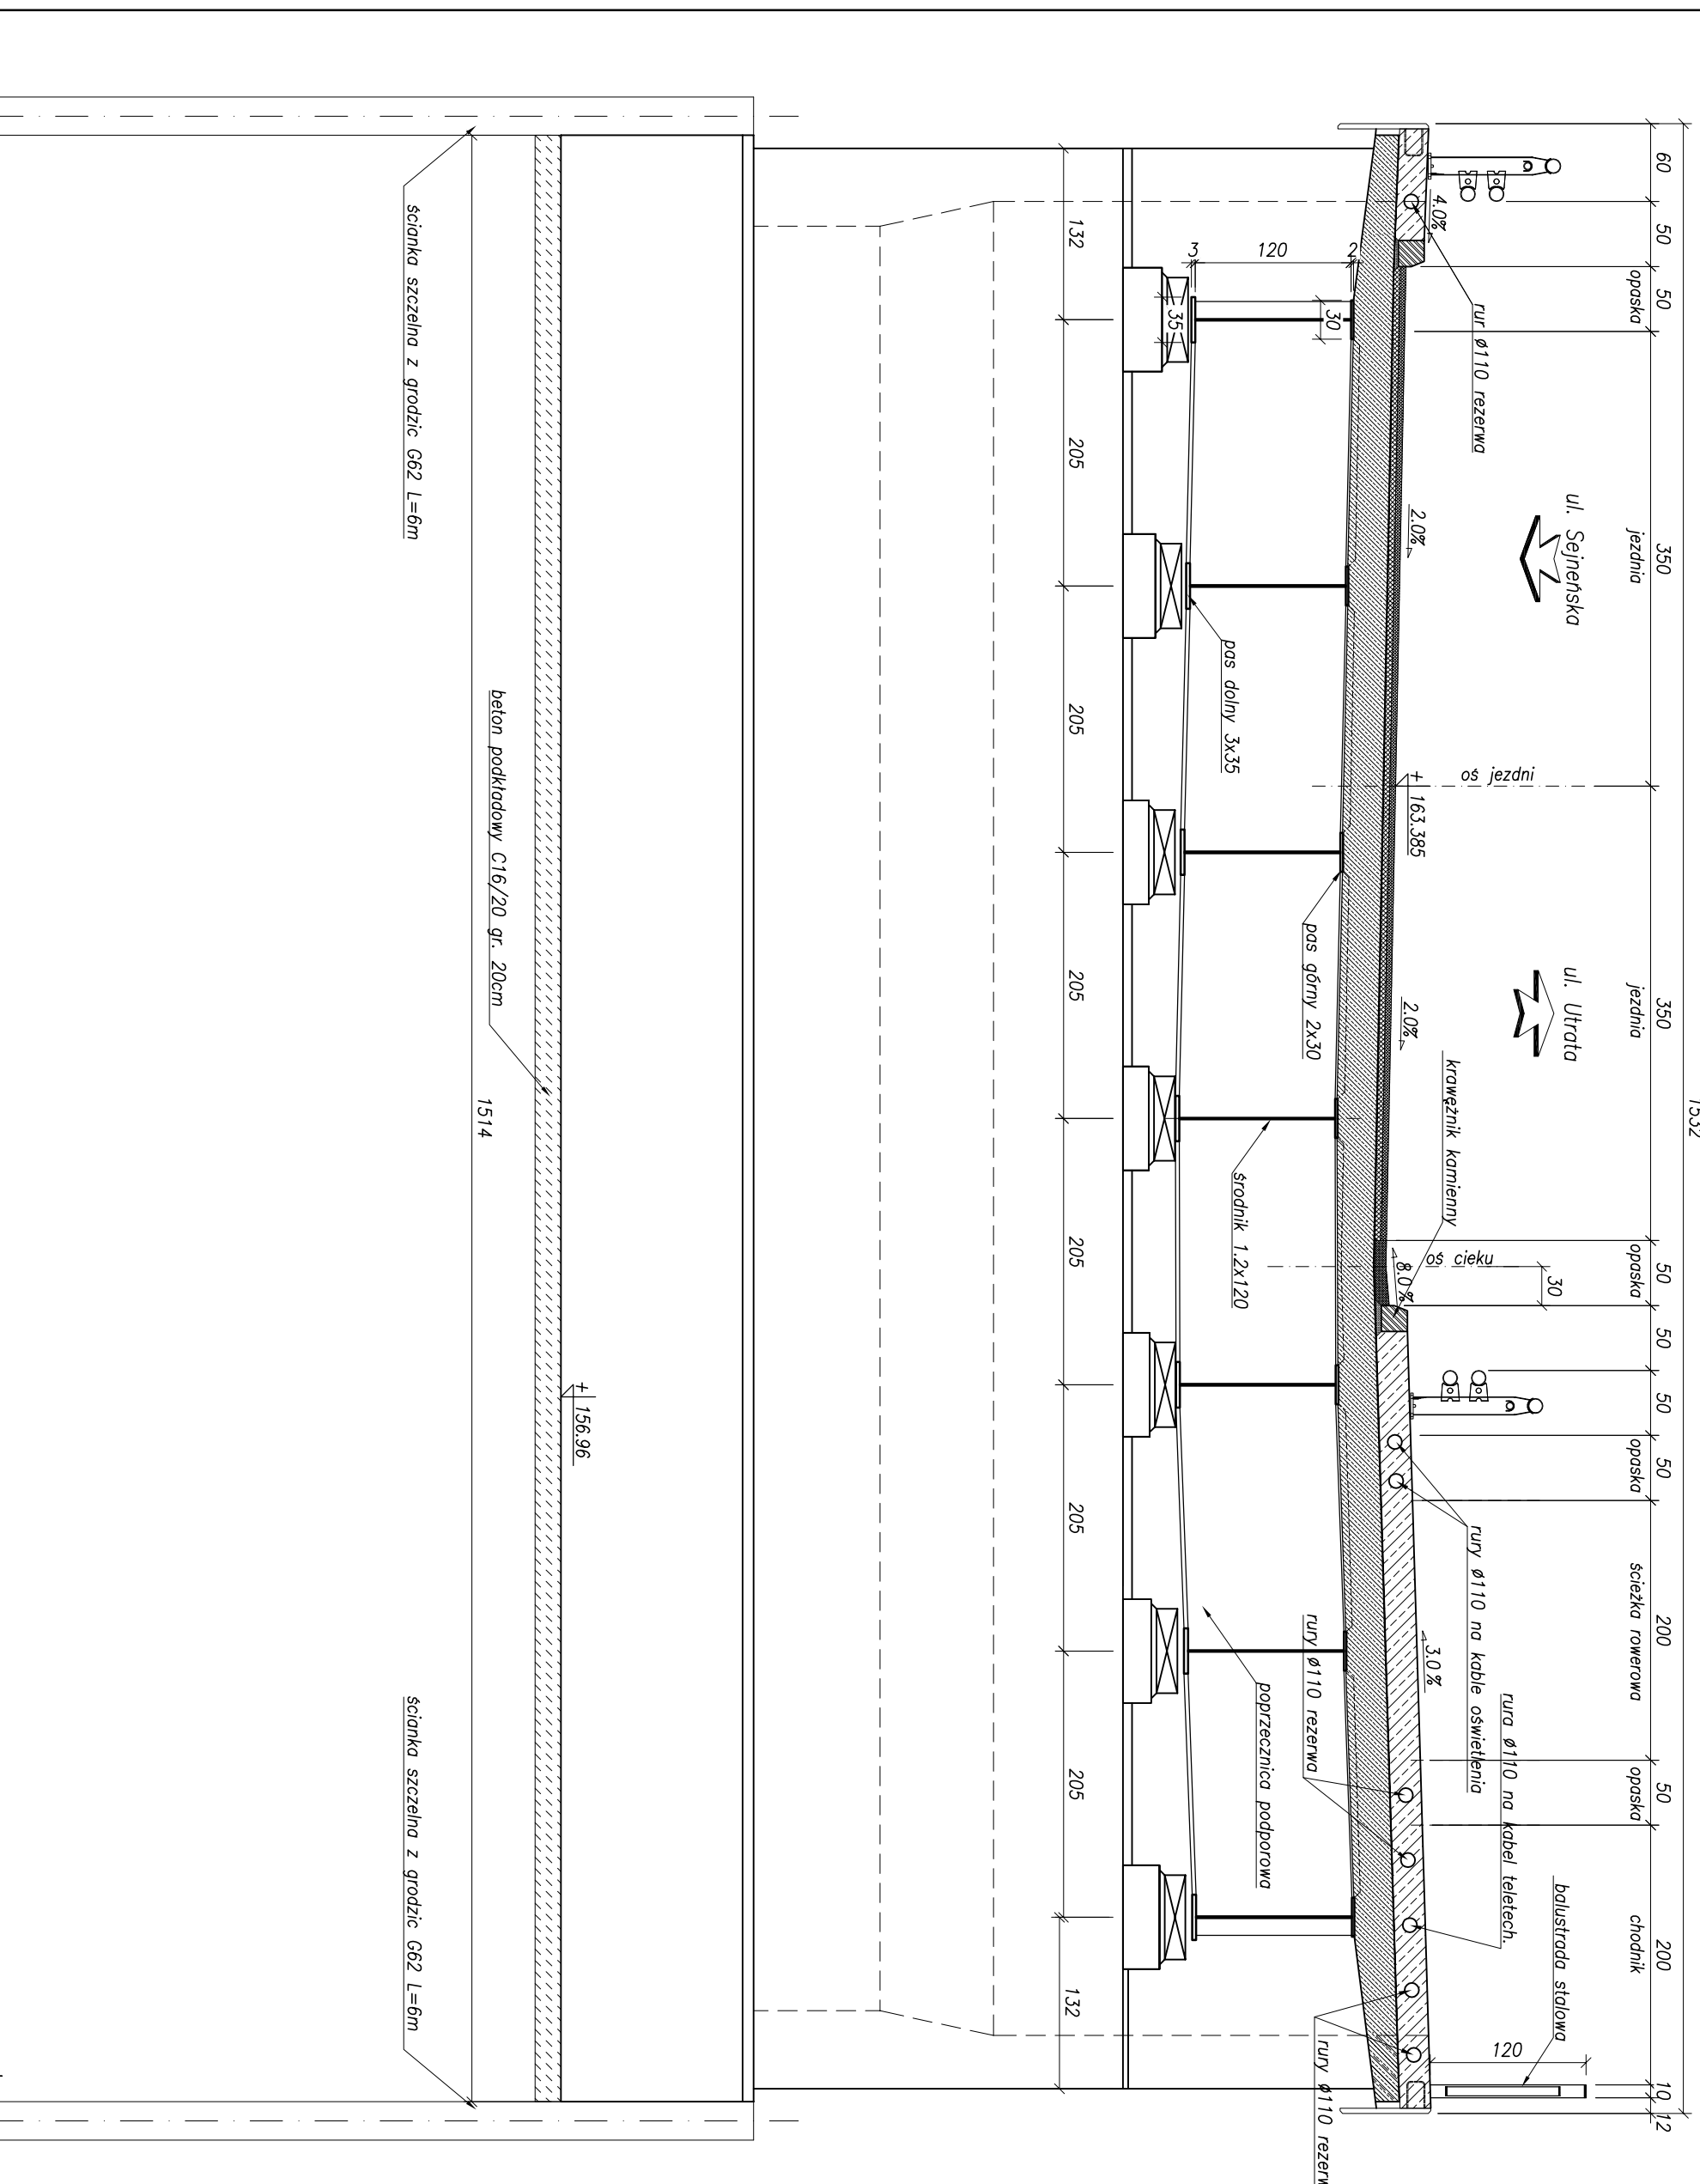 1532
60
50
50
350
350
50
50
50
50
200
50
200
10
12
opaska
jezdnia
jezdnia
opaska
opaska
ścieżka rowerowa
opaska
chodnik
ul. Sejneńska
ul. Utrata
30
balustrada stalowa
120
oś jezdni
oś cieku
rur ø110 rezerwa
krawężnik kamienny
rury ø110 na kable oświetlenia
rura ø110 na kabel teletech.
4.0%
2.0%
+ 163.385
2.0%
8.0%
3.0%
3
120
2
30
35
pas dolny 3x35
pas górny 2x30
środnik 1.2x120
poprzecznica podporowa
rury ø110 rezerwa
rury ø110 rezerw
132
205
205
205
205
205
205
132
+ 156.96
beton podkładowy C16/20 gr. 20cm
1514
ścianka szczelna z grodzic G62 L=6m
ścianka szczelna z grodzic G62 L=6m